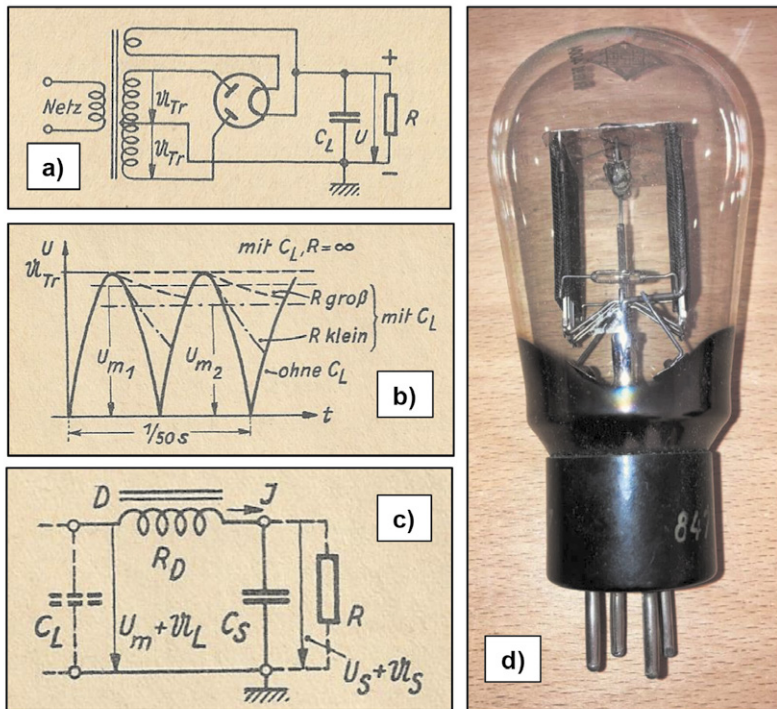 Netz
𝔘Tr
𝔘Tr
CL
U
+
R
−
a)
u
𝔘Tr
mit CL, R=∞
R groß
R klein
mit CL
ohne CL
Um1
Um2
1/50 s
t
b)
D
J
c)
RD
CL
Um+𝔘L
CS
R
US+𝔘S
847
d)